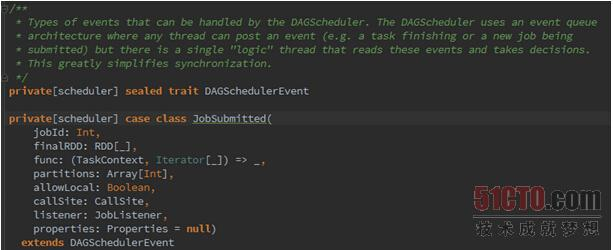 /**
 * Types of events that can be handled by the DAGScheduler. The DAGScheduler uses an event queue
 * architecture where any thread can post an event (e.g. a task finishing or a new job being
 * submitted) but there is a single "logic" thread that reads these events and takes decisions.
 * This greatly simplifies synchronization.
 */
private[scheduler] sealed trait DAGSchedulerEvent
private[scheduler] case class JobSubmitted(
    jobId: Int,
    finalRDD: RDD[_],
    func: (TaskContext, Iterator[_]) => _,
    partitions: Array[Int],
    allowLocal: Boolean,
    callSite: CallSite,
    listener: JobListener,
    properties: Properties = null)
  extends DAGSchedulerEvent
51CTO.com
技术成就梦想